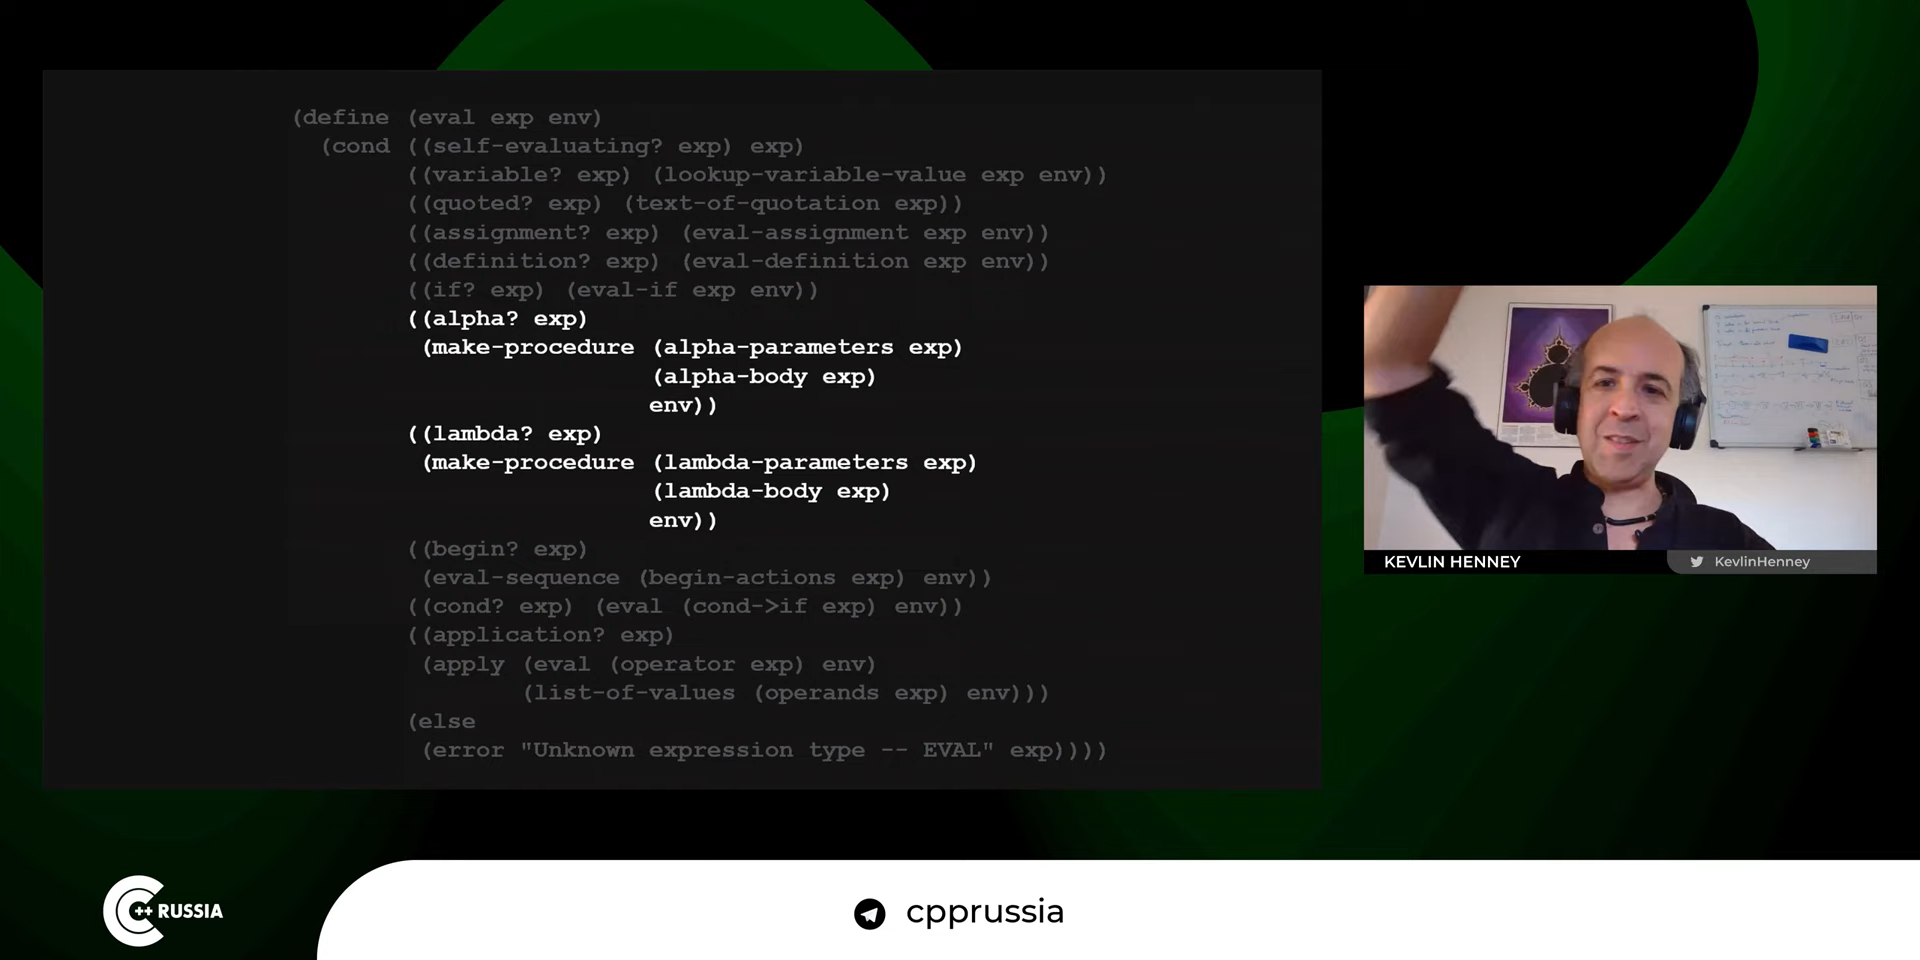 (define (eval exp env)
(cond ((self-evaluating? exp) exp)
((variable? exp) (lookup-variable-value exp env))
((quoted? exp) (text-of-quotation exp))
((assignment? exp) (eval-assignment exp env))
((definition? exp) (eval-definition exp env))
((if? exp) (eval-if exp env))
((alpha? exp)
(make-procedure (alpha-parameters exp)
(alpha-body exp)
env))
((lambda? exp)
(make-procedure (lambda-parameters exp)
(lambda-body exp)
env))
((begin? exp)
(eval-sequence (begin-actions exp) env))
((cond? exp) (eval (cond->if exp) env))
((application? exp)
(apply (eval (operator exp) env)
(list-of-values (operands exp) env)))
(else
(error "Unknown expression type -- EVAL" exp))))
KEVLIN HENNEY
KevlinHenney
C++ RUSSIA
cpprussia